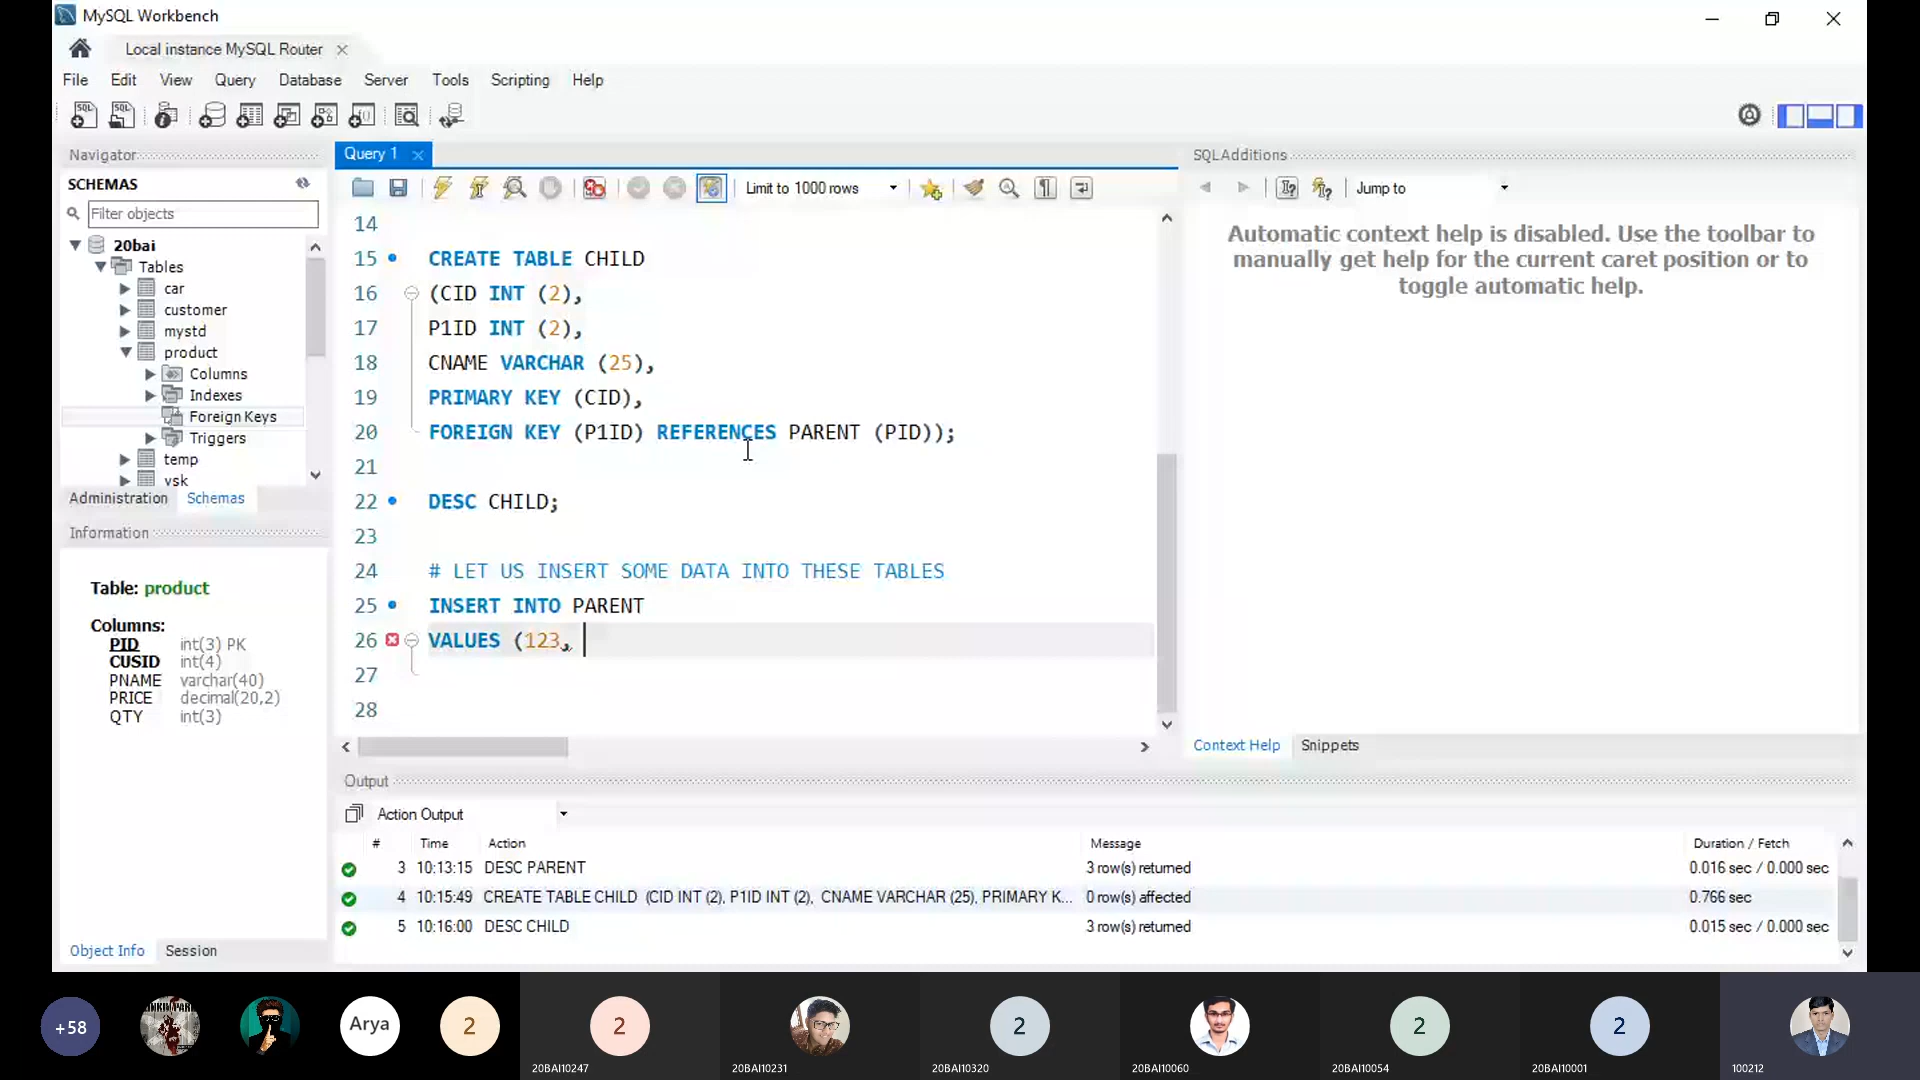 MySQL Workbench
Local instance MySQL Router
File Edit View Query Database Server Tools Scripting Help
Navigator
SCHEMAS
Filter objects
20bai
Tables
car
customer
mystd
product
Columns
Indexes
Foreign Keys
Triggers
temp
vsk
Administration Schemas
Information
Table: product
Columns:
PID int(3) PK
CUSID int(4)
PNAME varchar(40)
PRICE decimal(20,2)
QTY int(3)
Object Info Session
Query 1
Limit to 1000 rows
14
15 CREATE TABLE CHILD
16 (CID INT (2),
17 P1ID INT (2),
18 CNAME VARCHAR (25),
19 PRIMARY KEY (CID),
20 FOREIGN KEY (P1ID) REFERENCES PARENT (PID));
21
22 DESC CHILD;
23
24 # LET US INSERT SOME DATA INTO THESE TABLES
25 INSERT INTO PARENT
26 VALUES (123,
27
28
SQLAdditions
Jump to
Automatic context help is disabled. Use the toolbar to
manually get help for the current caret position or to
toggle automatic help.
Context Help Snippets
Output
Action Output
# Time Action Message Duration / Fetch
3 10:13:15 DESC PARENT 3 row(s) returned 0.016 sec / 0.000 sec
4 10:15:49 CREATE TABLE CHILD (CID INT (2), P1ID INT (2), CNAME VARCHAR (25), PRIMARY K... 0 row(s) affected 0.766 sec
5 10:16:00 DESC CHILD 3 row(s) returned 0.015 sec / 0.000 sec
+58 Arya 2 2 2 2 2
20BAI10247 20BAI10231 20BAI10320 20BAI10060 20BAI10054 20BAI10001 100212